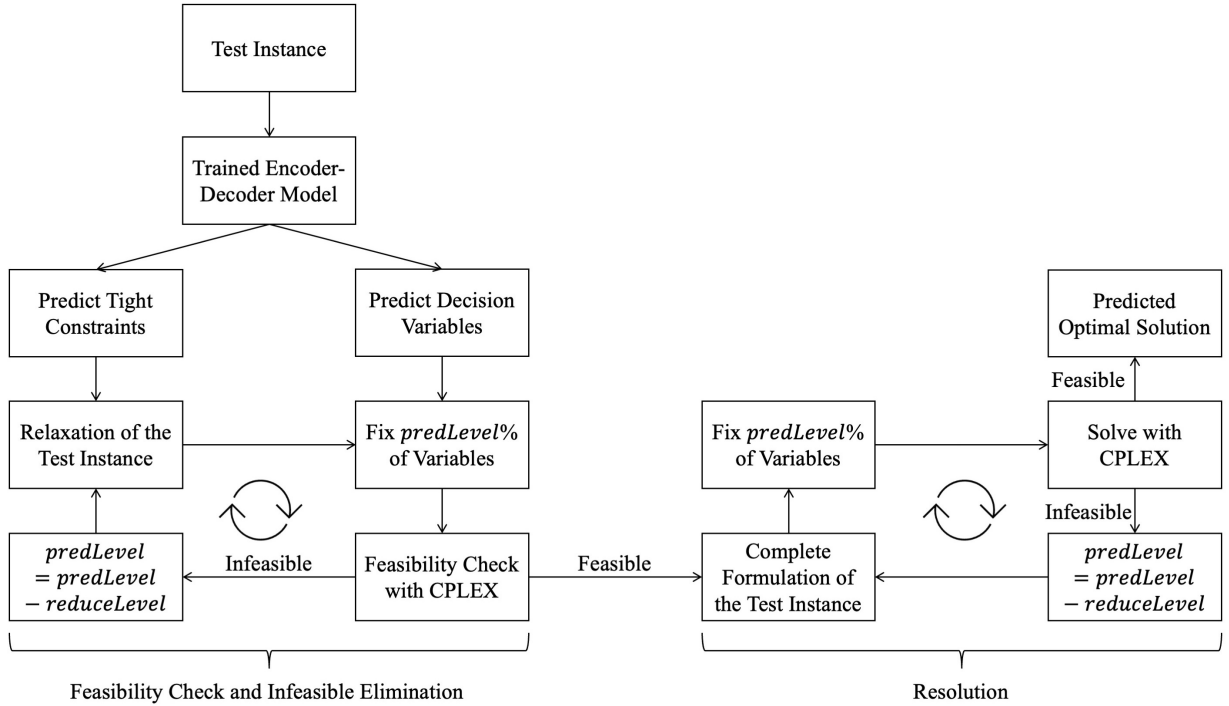 Test Instance
Trained Encoder-
Decoder Model
Predict Tight
Constraints
Predict Decision
Variables
Predicted
Optimal Solution
Feasible
Relaxation of the
Test Instance
Fix predLevel%
of Variables
Fix predLevel%
of Variables
Solve with
CPLEX
Infeasible
predLevel
= predLevel
− reduceLevel
Infeasible
Feasibility Check
with CPLEX
Feasible
Complete
Formulation of
the Test Instance
predLevel
= predLevel
− reduceLevel
Feasibility Check and Infeasible Elimination
Resolution